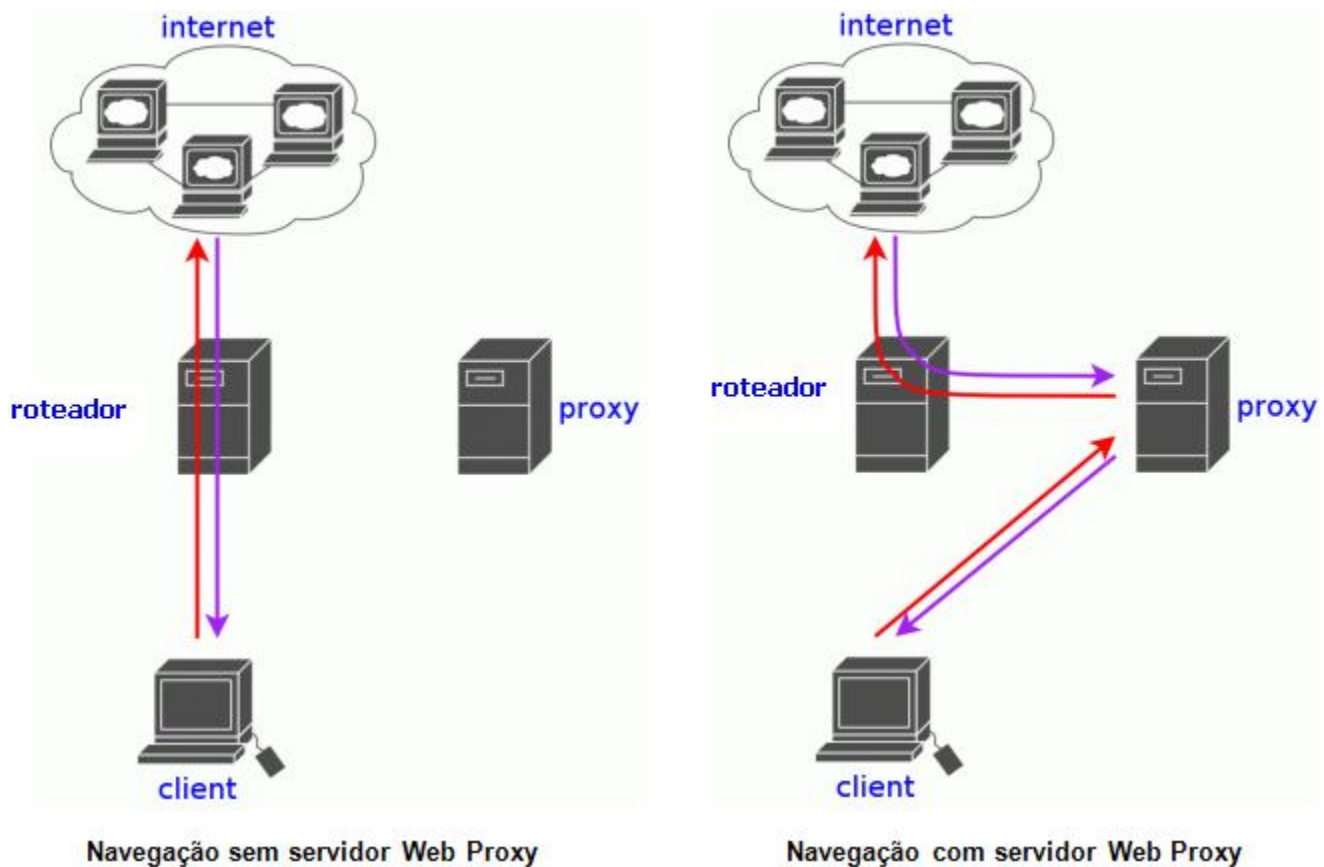 internet
roteador
proxy
client
Navegação sem servidor Web Proxy
internet
roteador
proxy
client
Navegação com servidor Web Proxy